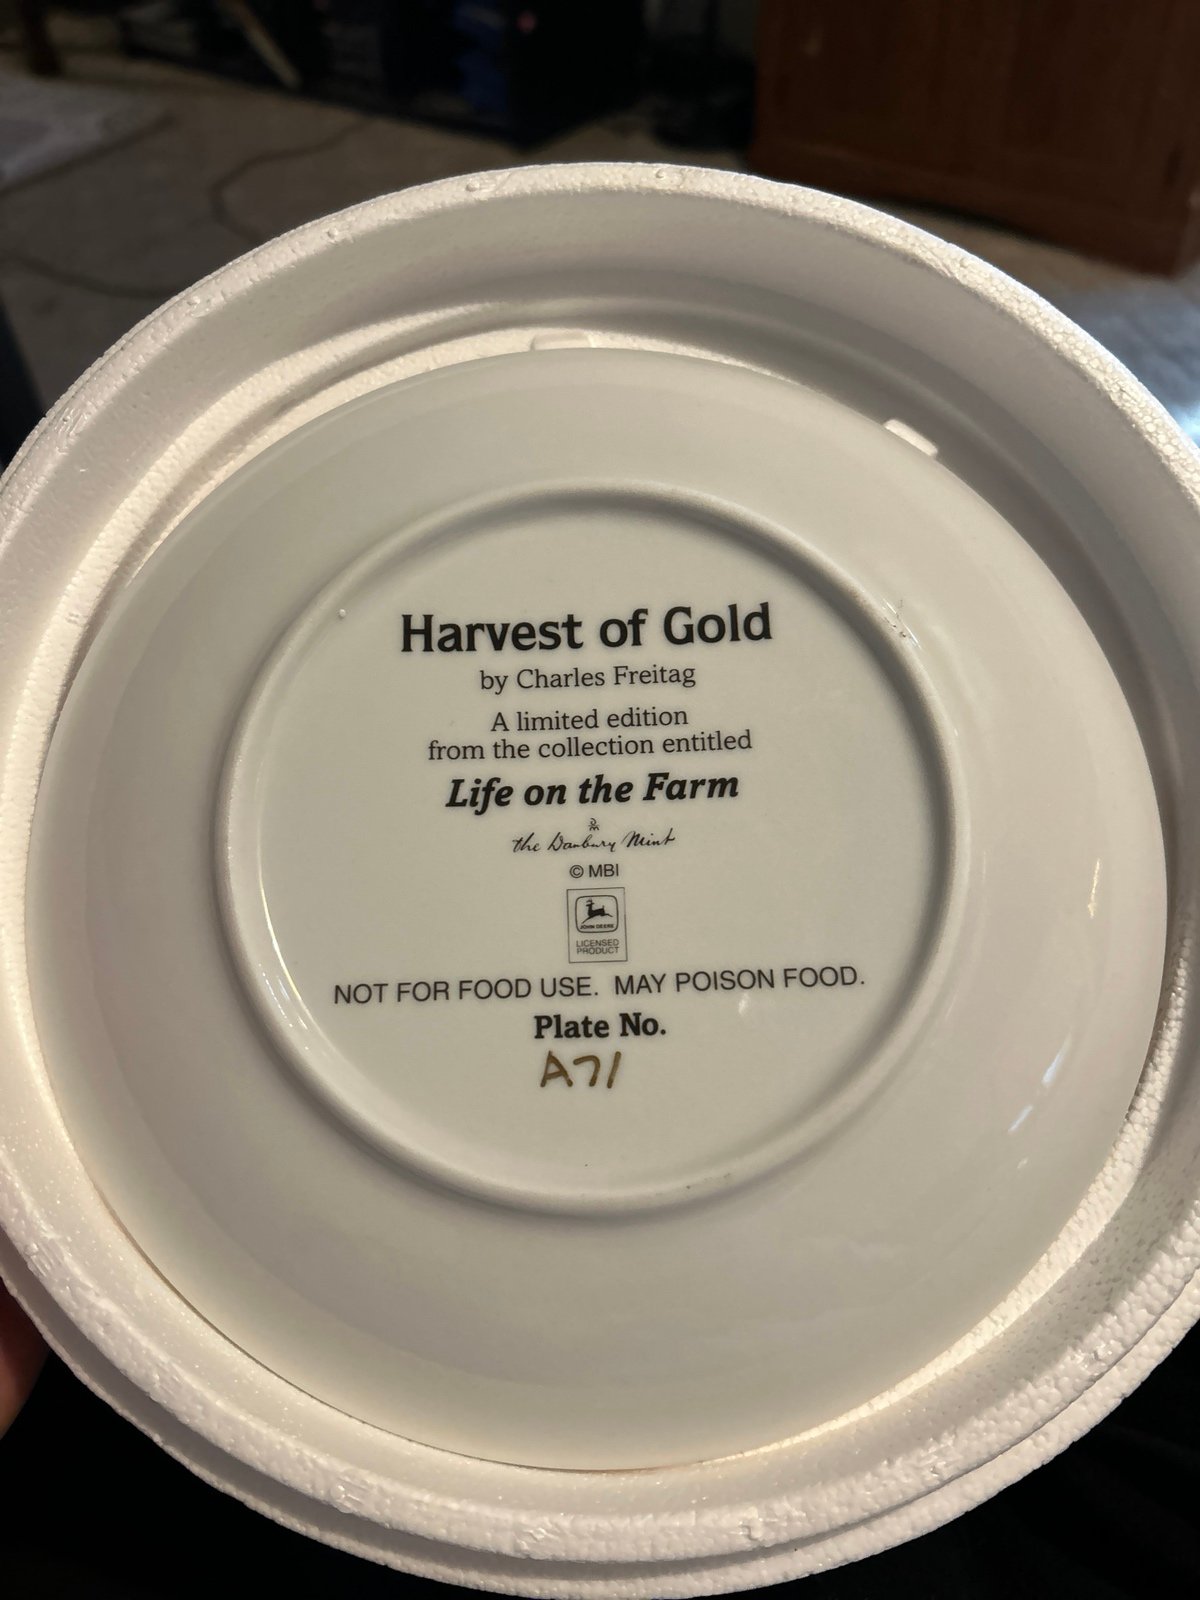 Harvest of Gold
by Charles Freitag
A limited edition
from the collection entitled
Life on the Farm
DM
the Danbury Mint
© MBI
JOHN DEERE
LICENSED
PRODUCT
NOT FOR FOOD USE. MAY POISON FOOD.
Plate No.
A71